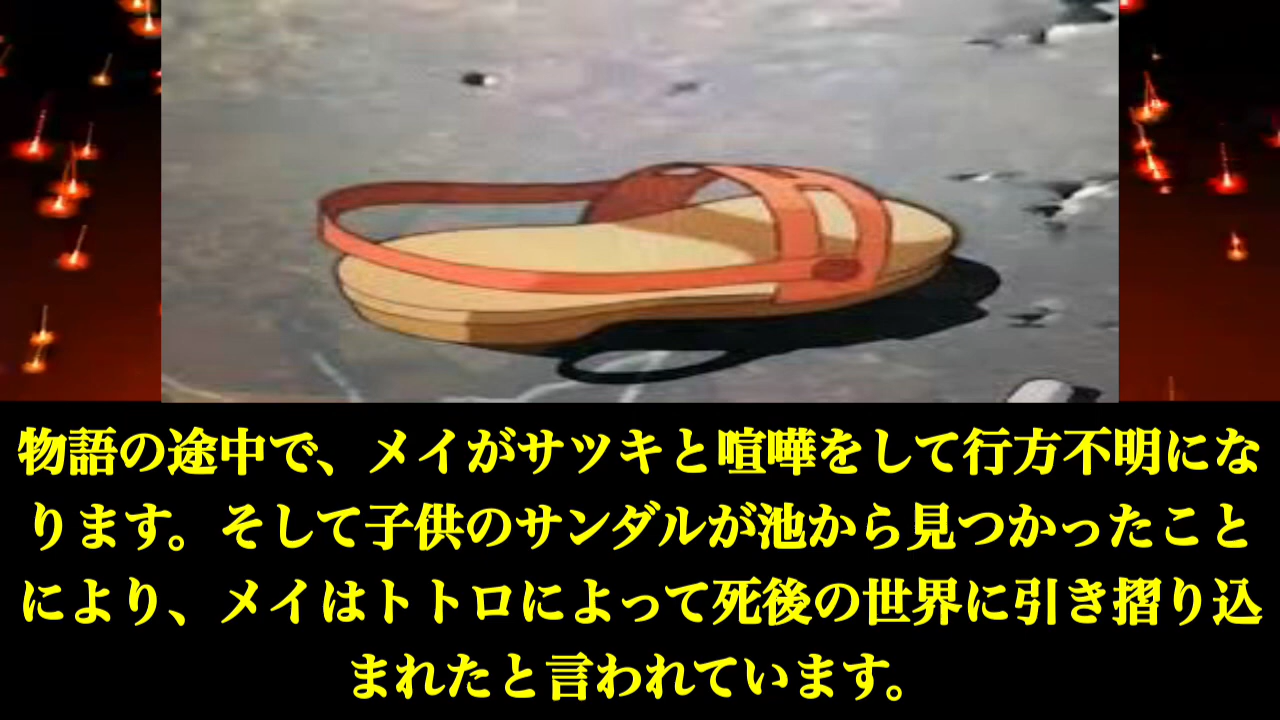 物語の途中で、メイがサツキと喧嘩をして行方不明にな
ります。そして子供のサンダルが池から見つかったこと
により、メイはトトロによって死後の世界に引き摺り込
まれたと言われています。